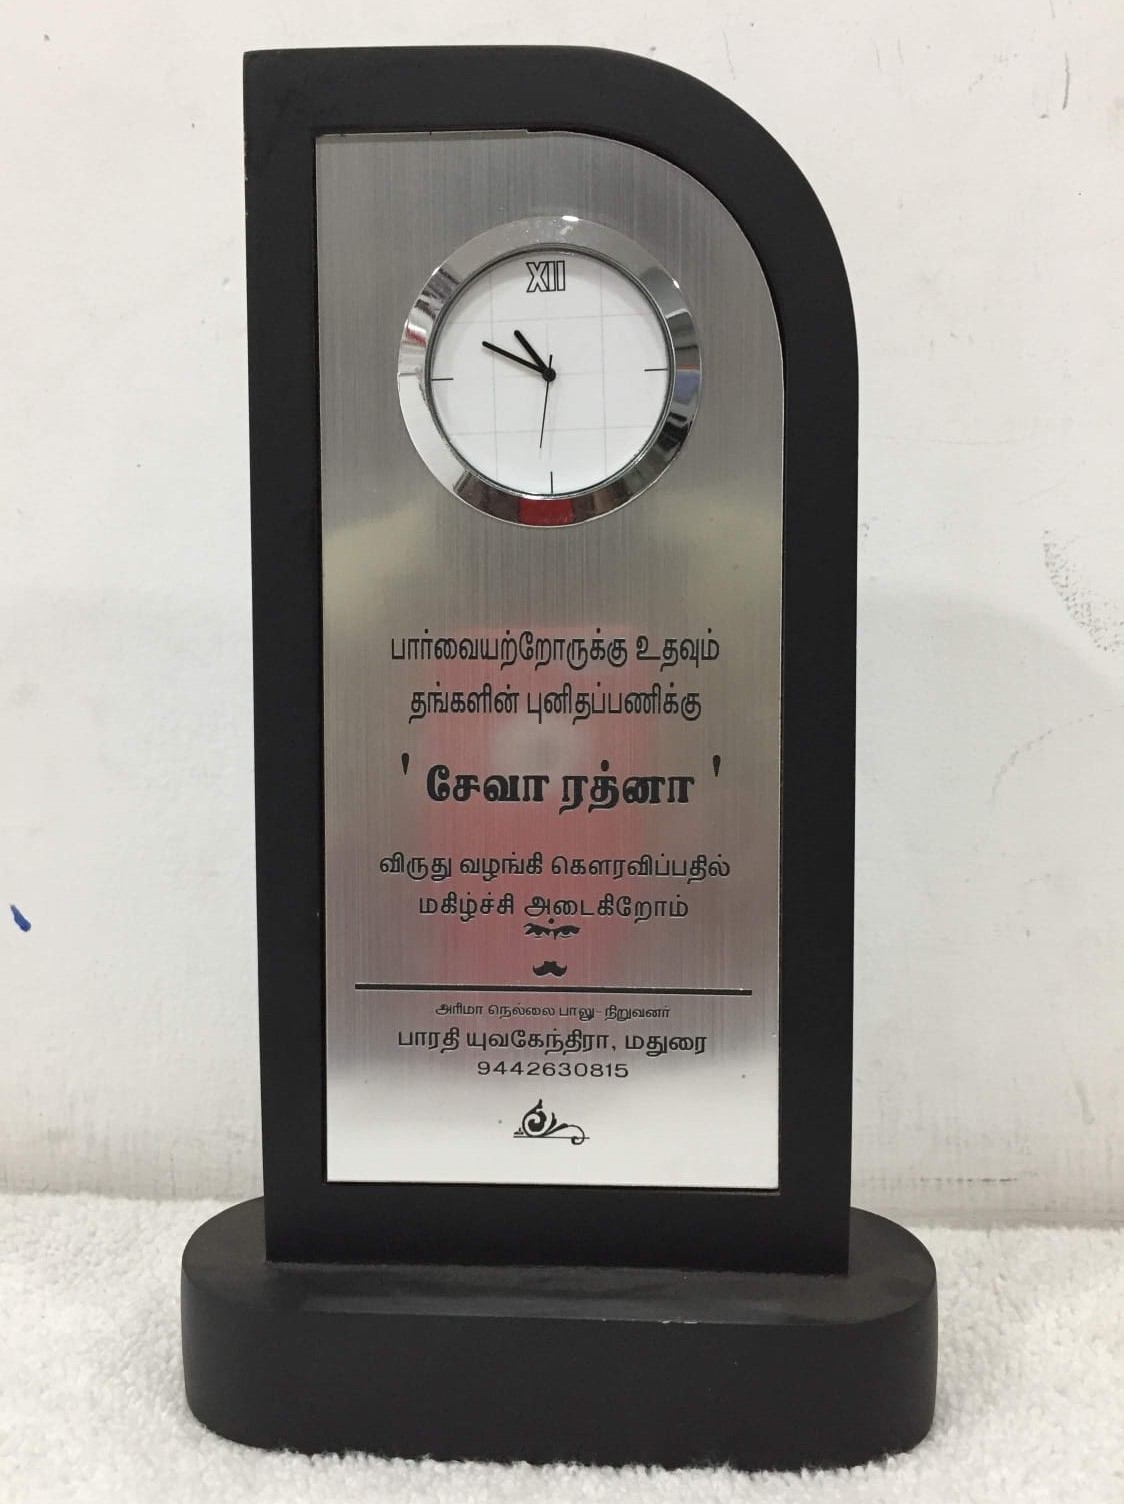 XII
பார்வையற்றோருக்கு உதவும்
தங்களின் புனிதப்பணிக்கு
' சேவா ரத்னா '
விருது வழங்கி கௌரவிப்பதில்
மகிழ்ச்சி அடைகிறோம்
அரிமா நெல்லை பாலு- நிறுவனர்
பாரதி யுவகேந்திரா, மதுரை
9442630815